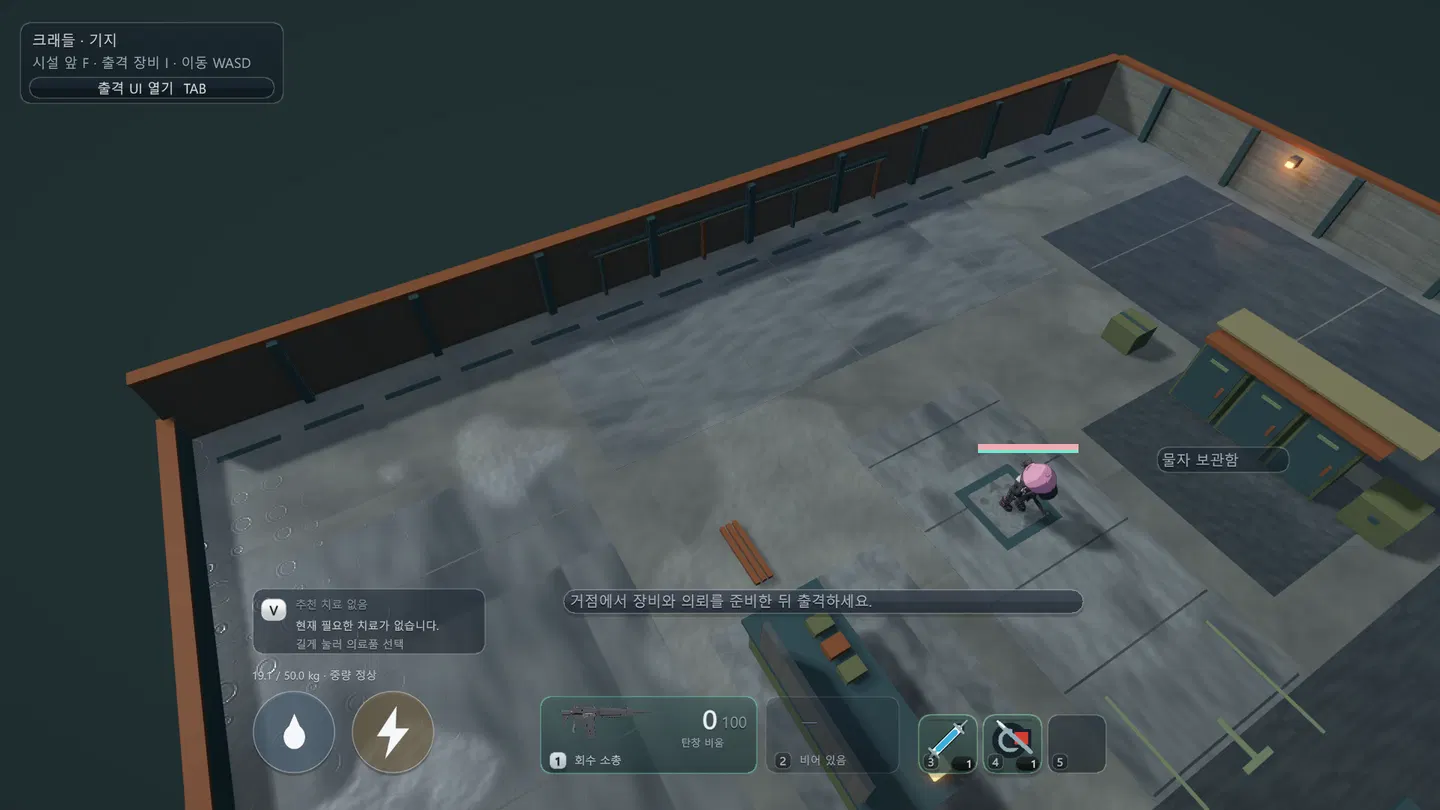 크래들 · 기지
시설 앞 F · 출격 장비 I · 이동 WASD
출격 UI 열기 TAB
물자 보관함
거점에서 장비와 의뢰를 준비한 뒤 출격하세요.
V
추천 치료 없음
현재 필요한 치료가 없습니다.
길게 눌러 의료품 선택
19.1 / 50.0 kg · 중량 정상
0 100
탄창 비움
1 회수 소총
—
2 비어 있음
3 1
4 1
5